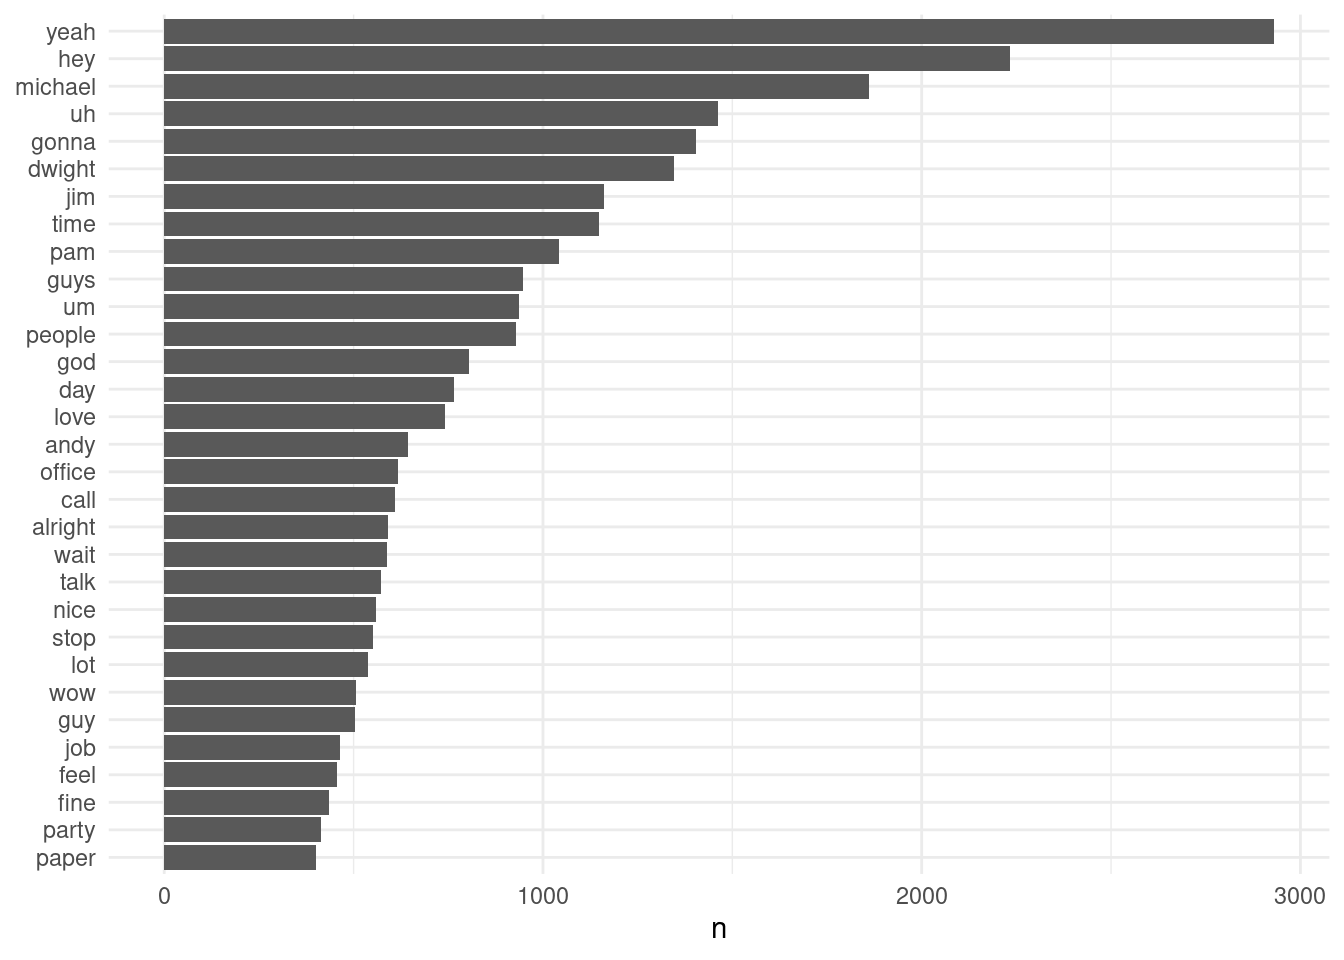 yeah
hey
michael
uh
gonna
dwight
jim
time
pam
guys
um
people
god
day
love
andy
office
call
alright
wait
talk
nice
stop
lot
wow
guy
job
feel
fine
party
paper
0 1000 2000 3000
n